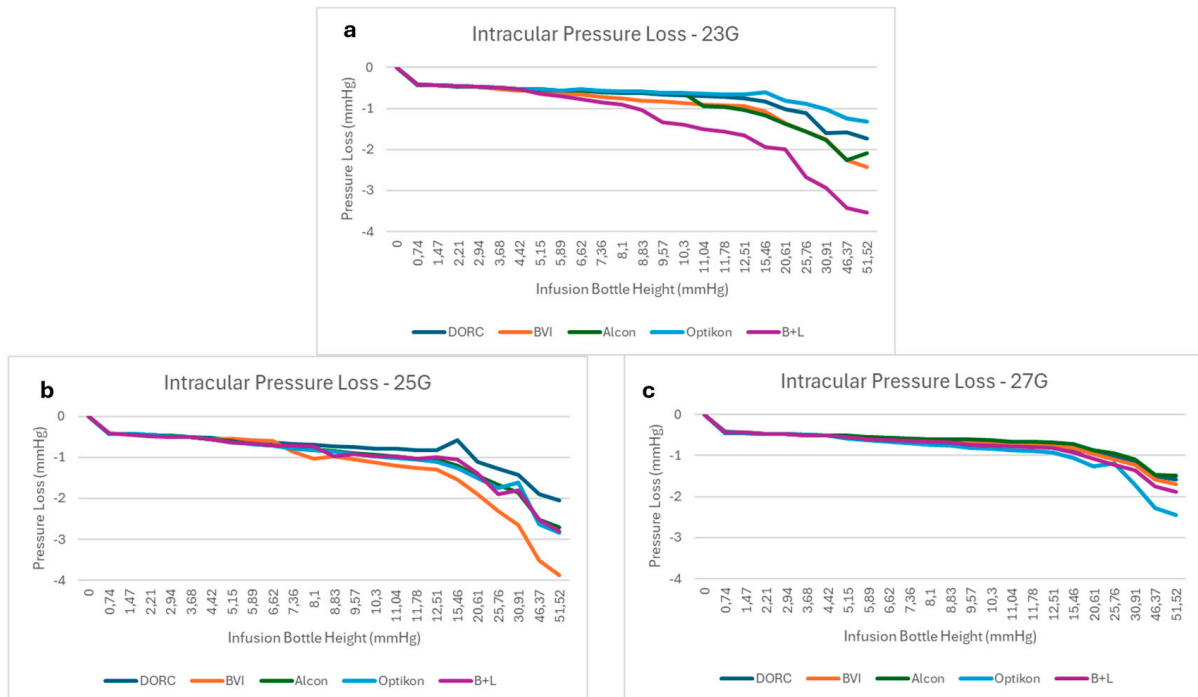 a
Intracular Pressure Loss - 23G
Pressure Loss (mmHg)
0
-1
-2
-3
-4
0 0,74 1,47 2,21 2,94 3,68 4,42 5,15 5,89 6,62 7,36 8,1 8,83 9,57 10,3 11,04 11,78 12,51 15,46 20,61 25,76 30,91 46,37 51,52
Infusion Bottle Height (mmHg)
DORC BVI Alcon Optikon B+L
b
Intracular Pressure Loss - 25G
Pressure Loss (mmHg)
0
-1
-2
-3
-4
0 0,74 1,47 2,21 2,94 3,68 4,42 5,15 5,89 6,62 7,36 8,1 8,83 9,57 10,3 11,04 11,78 12,51 15,46 20,61 25,76 30,91 46,37 51,52
Infusion Bottle Height (mmHg)
DORC BVI Alcon Optikon B+L
c
Intracular Pressure Loss - 27G
Pressure Loss (mmHg)
0
-1
-2
-3
-4
0 0,74 1,47 2,21 2,94 3,68 4,42 5,15 5,89 6,62 7,36 8,1 8,83 9,57 10,3 11,04 11,78 12,51 15,46 20,61 25,76 30,91 46,37 51,52
Infusion Bottle Height (mmHg)
DORC BVI Alcon Optikon B+L